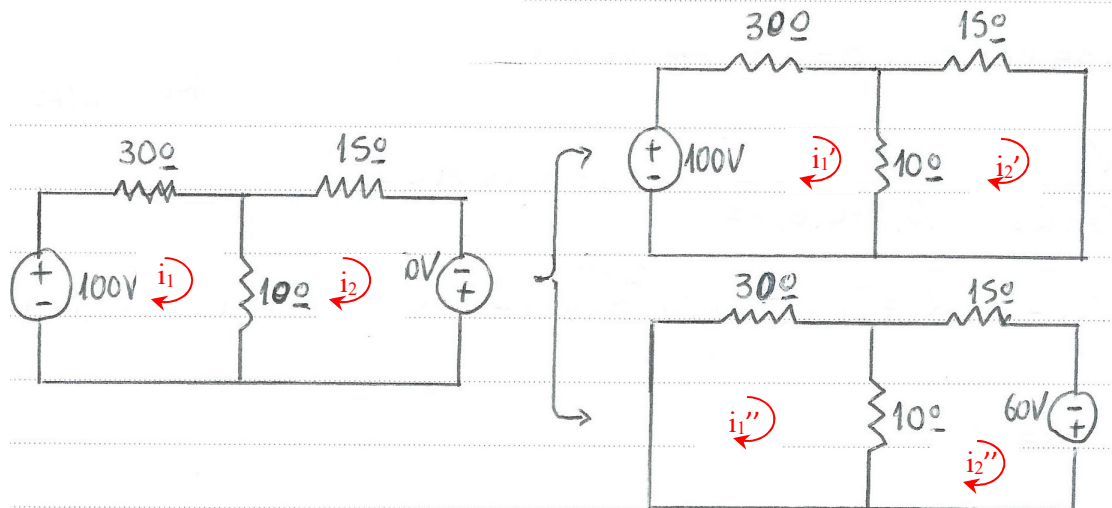 30Ω 15Ω
+ - 100V i₁' 10Ω i₂'
30Ω 15Ω
+ - 100V i₁ 10Ω i₂ 0V - +
30Ω 15Ω
i₁'' 10Ω i₂'' 60V - +